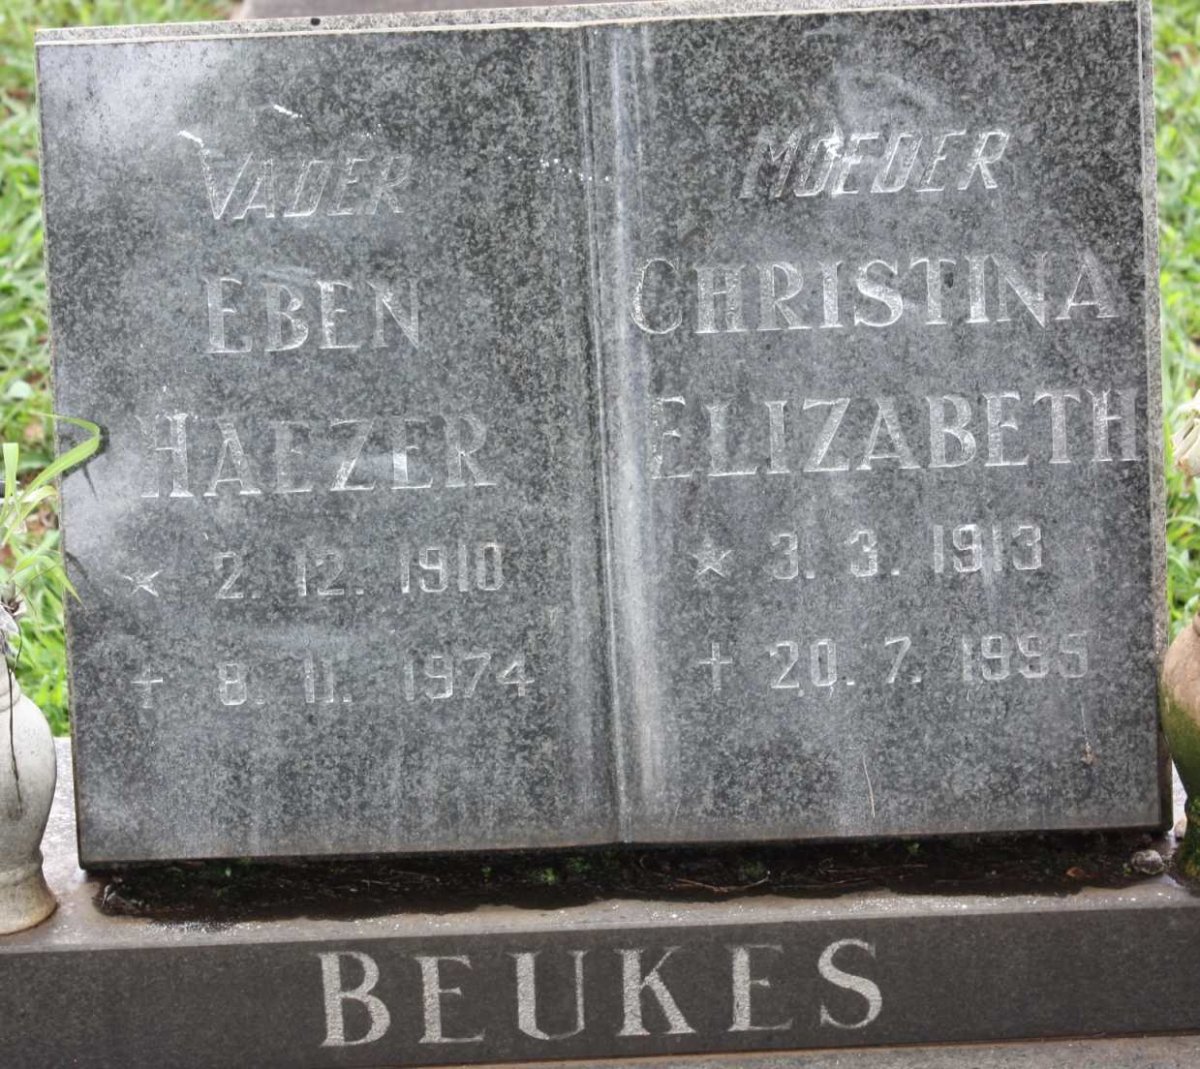 VADER
EBEN
HAEZER
☆ 2. 12. 1910
† 8. 11. 1974
MOEDER
CHRISTINA
ELIZABETH
☆ 3. 3. 1913
† 20. 7. 1995
BEUKES